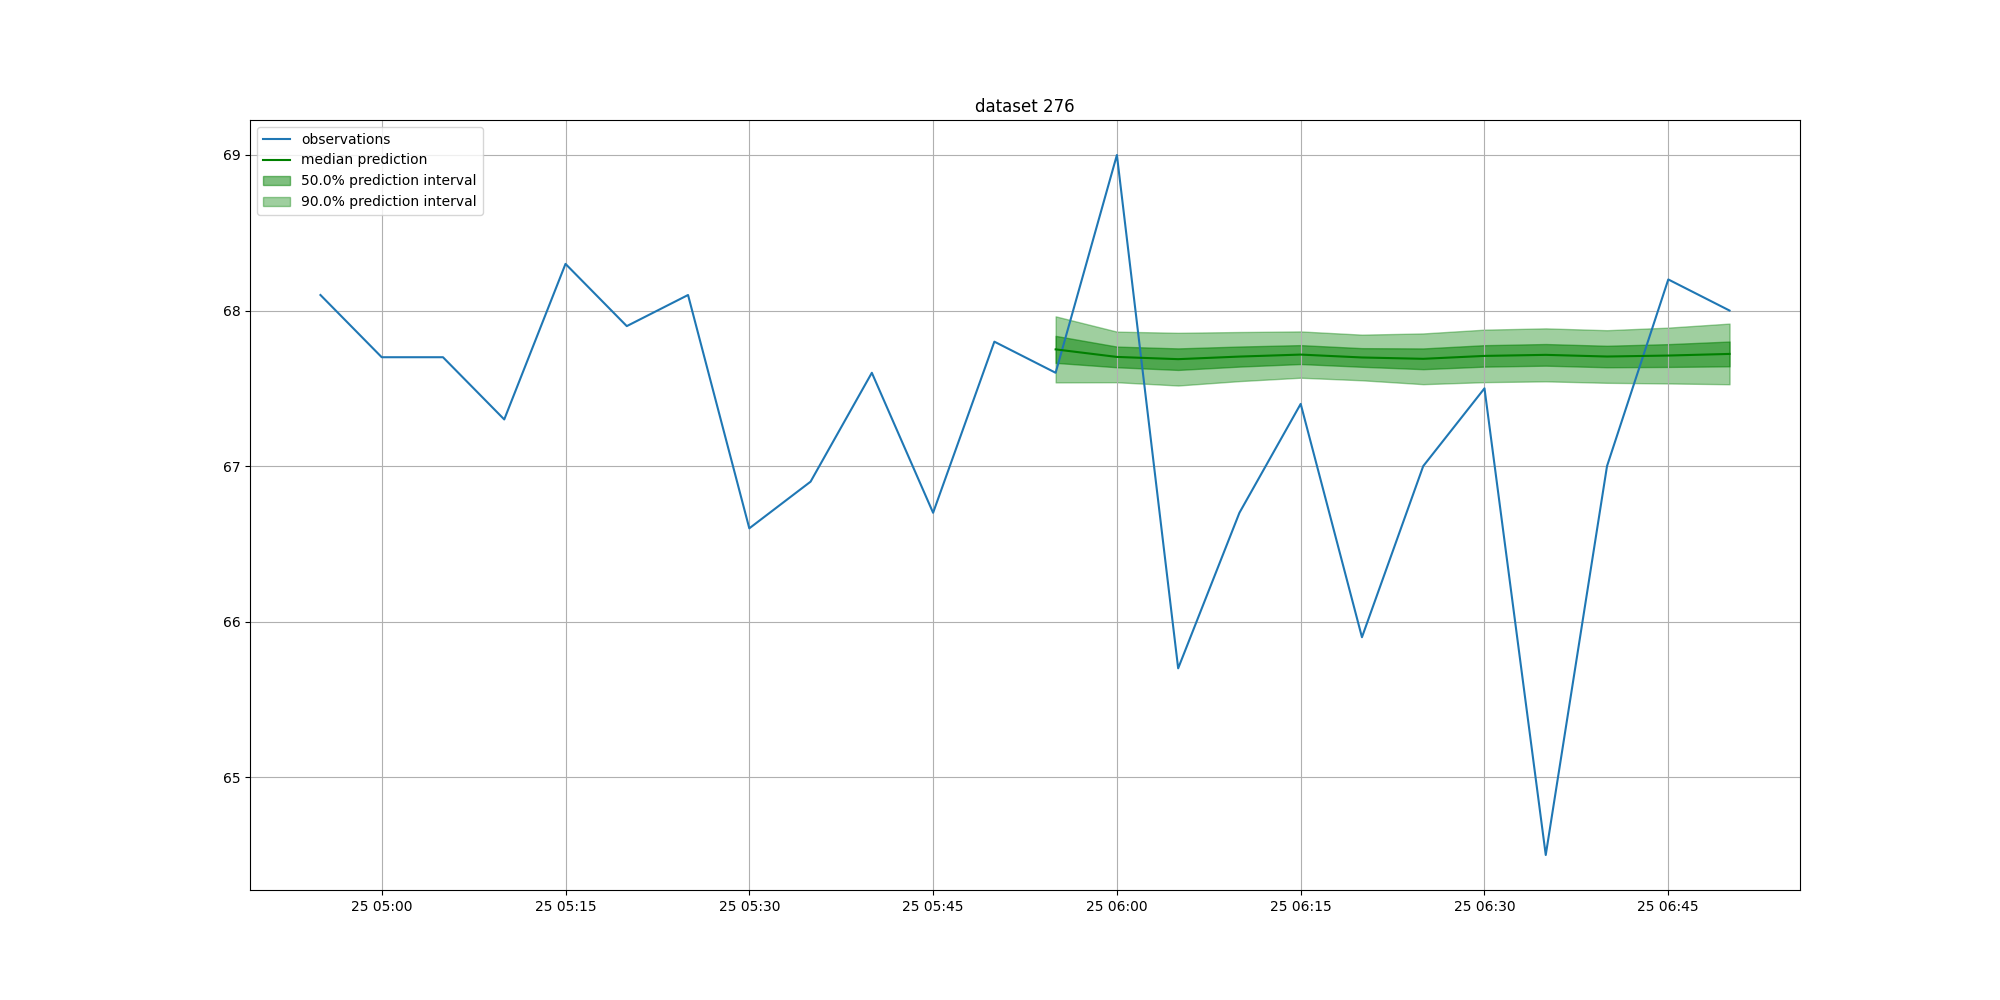 dataset 276
observations
median prediction
50.0% prediction interval
90.0% prediction interval
69
68
67
66
65
25 05:00
25 05:15
25 05:30
25 05:45
25 06:00
25 06:15
25 06:30
25 06:45